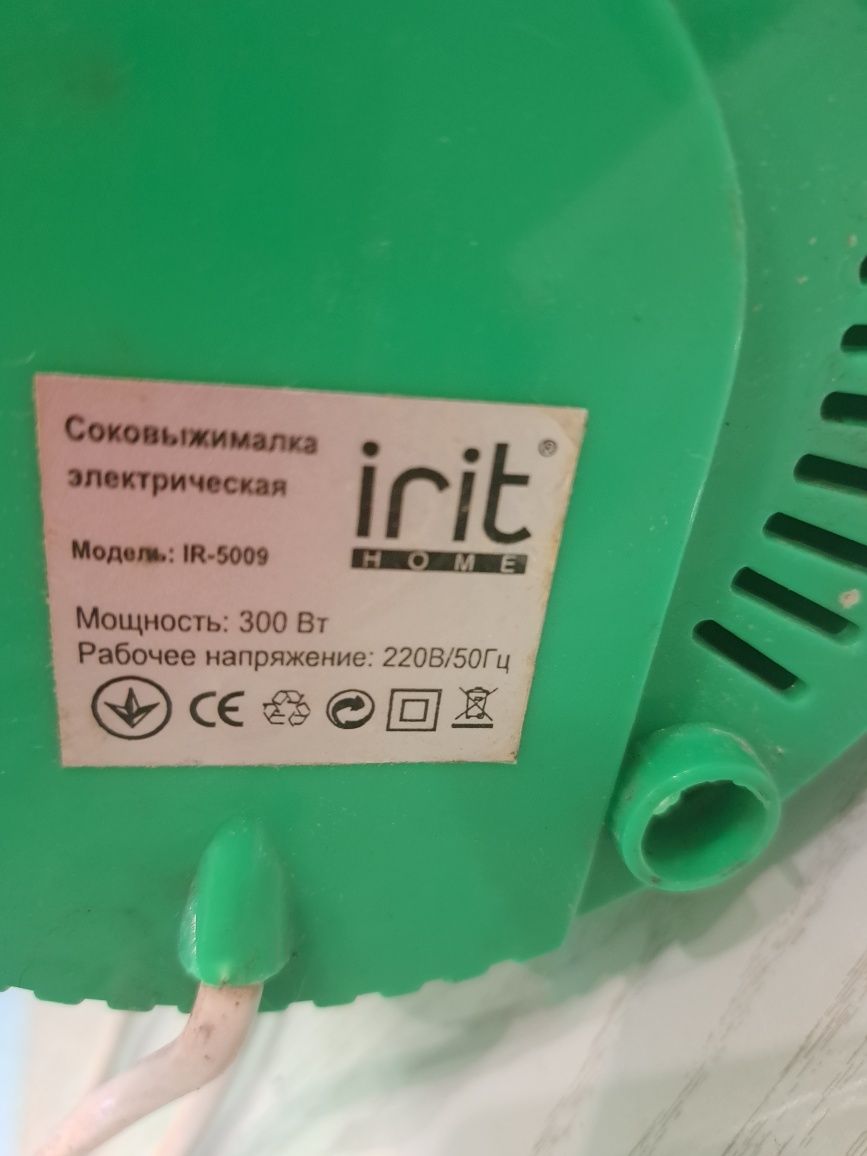 Соковыжималка
электрическая
irit®
HOME
Модель: IR-5009
Мощность: 300 Вт
Рабочее напряжение: 220В/50Гц
CE